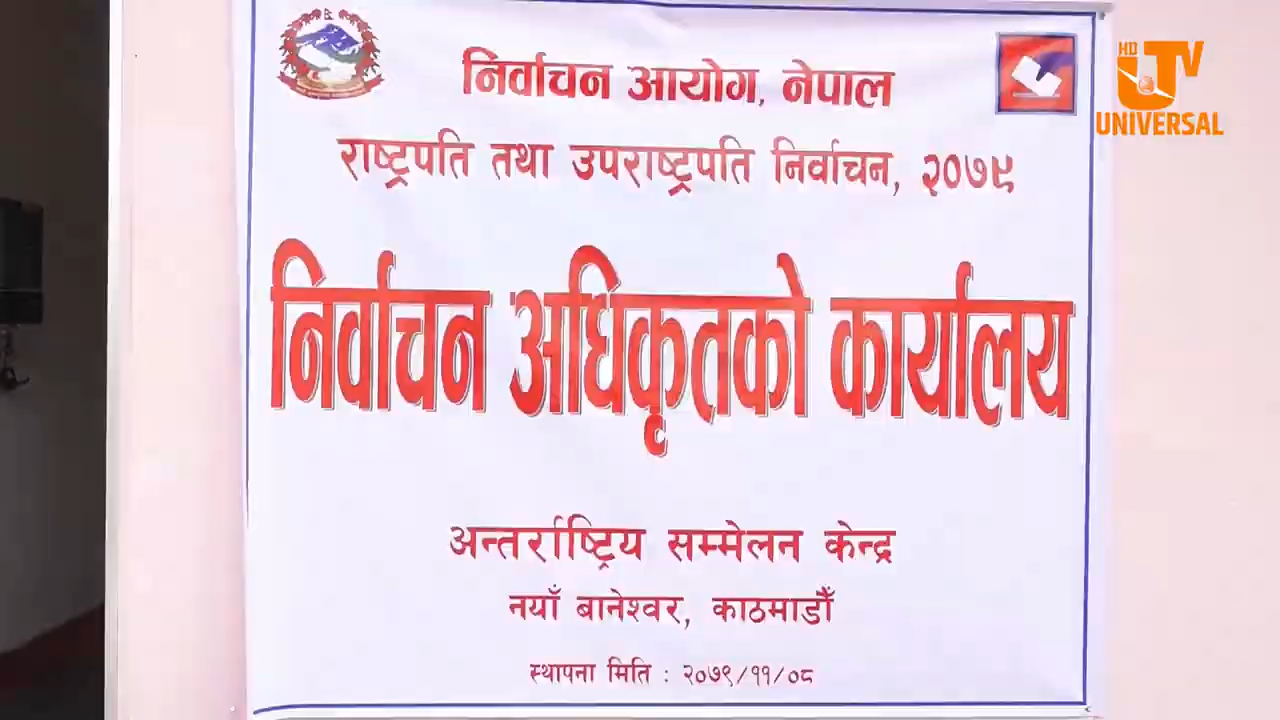 निर्वाचन आयोग, नेपाल
राष्ट्रपति तथा उपराष्ट्रपति निर्वाचन, २०७९
निर्वाचन अधिकृतको कार्यालय
अन्तर्राष्ट्रिय सम्मेलन केन्द्र
नयाँ बानेश्वर, काठमाडौँ
स्थापना मिति : २०७९/११/०८
HD UTV
UNIVERSAL